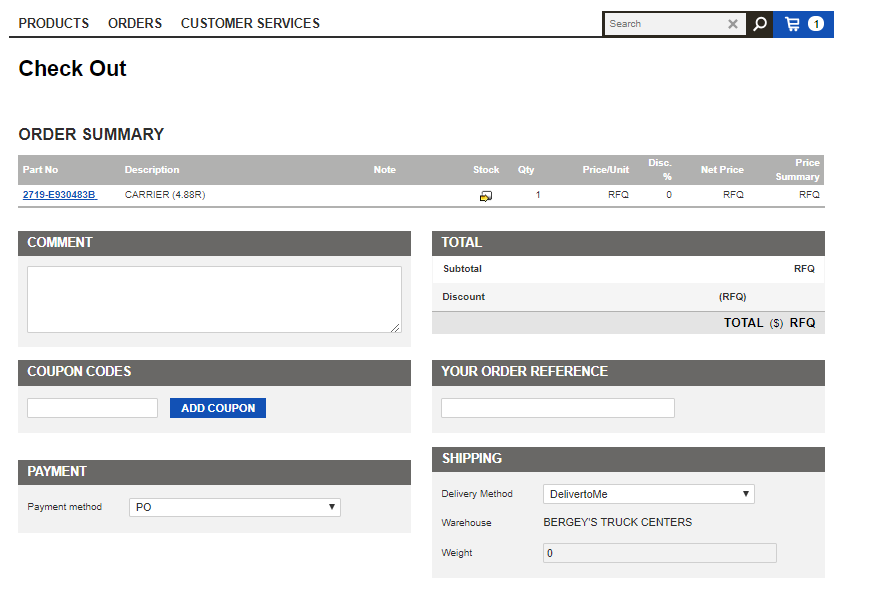 PRODUCTS ORDERS CUSTOMER SERVICES Search 1
Check Out
ORDER SUMMARY
Part No Description Note Stock Qty Price/Unit Disc. % Net Price Price Summary
2719-E930483B CARRIER (4.88R) 1 RFQ 0 RFQ RFQ
COMMENT
TOTAL
Subtotal RFQ
Discount (RFQ)
TOTAL ($) RFQ
COUPON CODES
ADD COUPON
YOUR ORDER REFERENCE
PAYMENT
Payment method PO
SHIPPING
Delivery Method DelivertoMe
Warehouse BERGEY'S TRUCK CENTERS
Weight 0